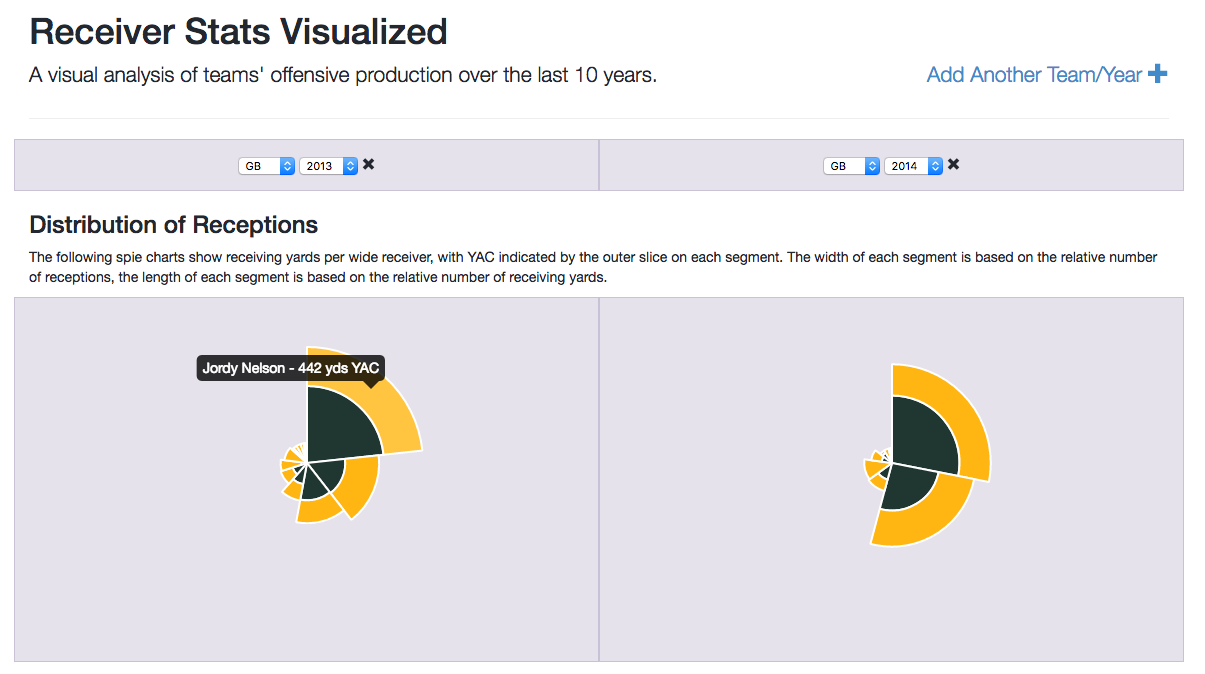 Receiver Stats Visualized
A visual analysis of teams' offensive production over the last 10 years.
Add Another Team/Year
GB 2013
GB 2014
Distribution of Receptions
The following spie charts show receiving yards per wide receiver, with YAC indicated by the outer slice on each segment. The width of each segment is based on the relative number
of receptions, the length of each segment is based on the relative number of receiving yards.
Jordy Nelson - 442 yds YAC